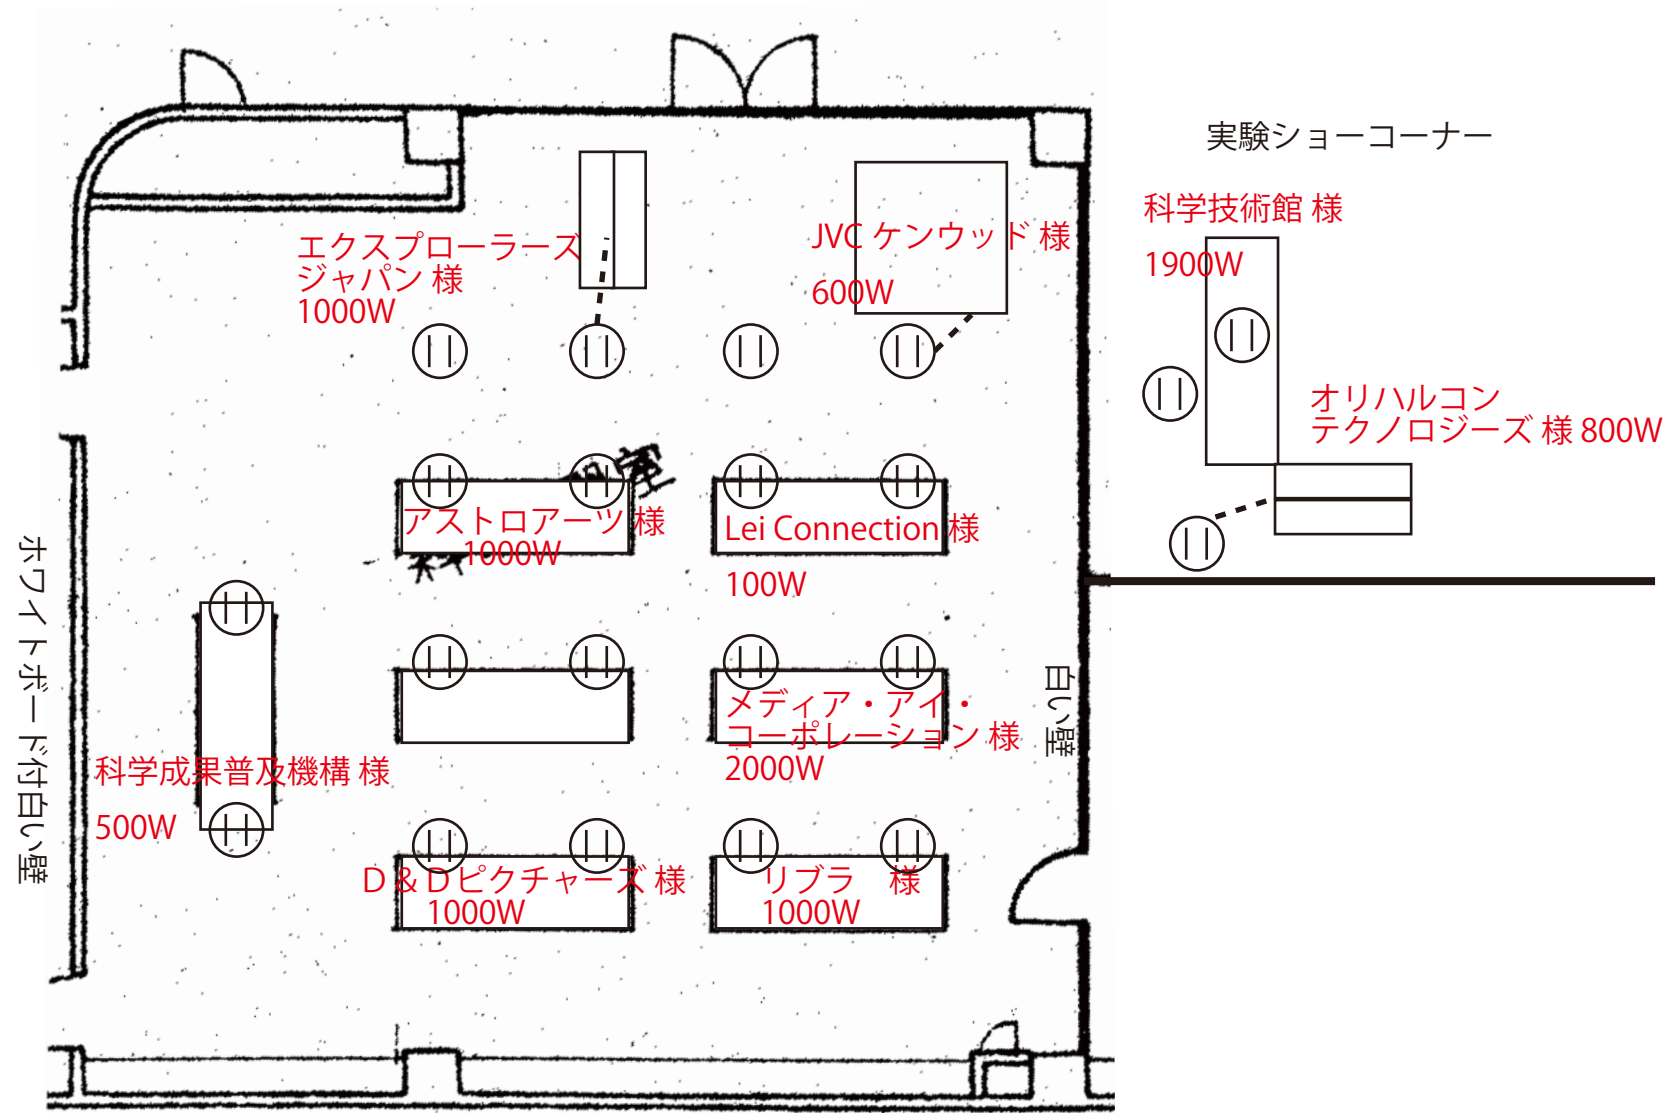 実験ショーコーナー
科学技術館 様
1900W
エクスプローラーズ
ジャパン 様
1000W
JVC ケンウッド 様
600W
オリハルコン
テクノロジーズ 様 800W
アストロアーツ 様
1000W
Lei Connection 様
100W
ホワイトボード付白い壁
メディア・アイ・
コーポレーション 様
2000W
白い壁
科学成果普及機構 様
500W
D & D ピクチャーズ 様
1000W
リブラ　様
1000W